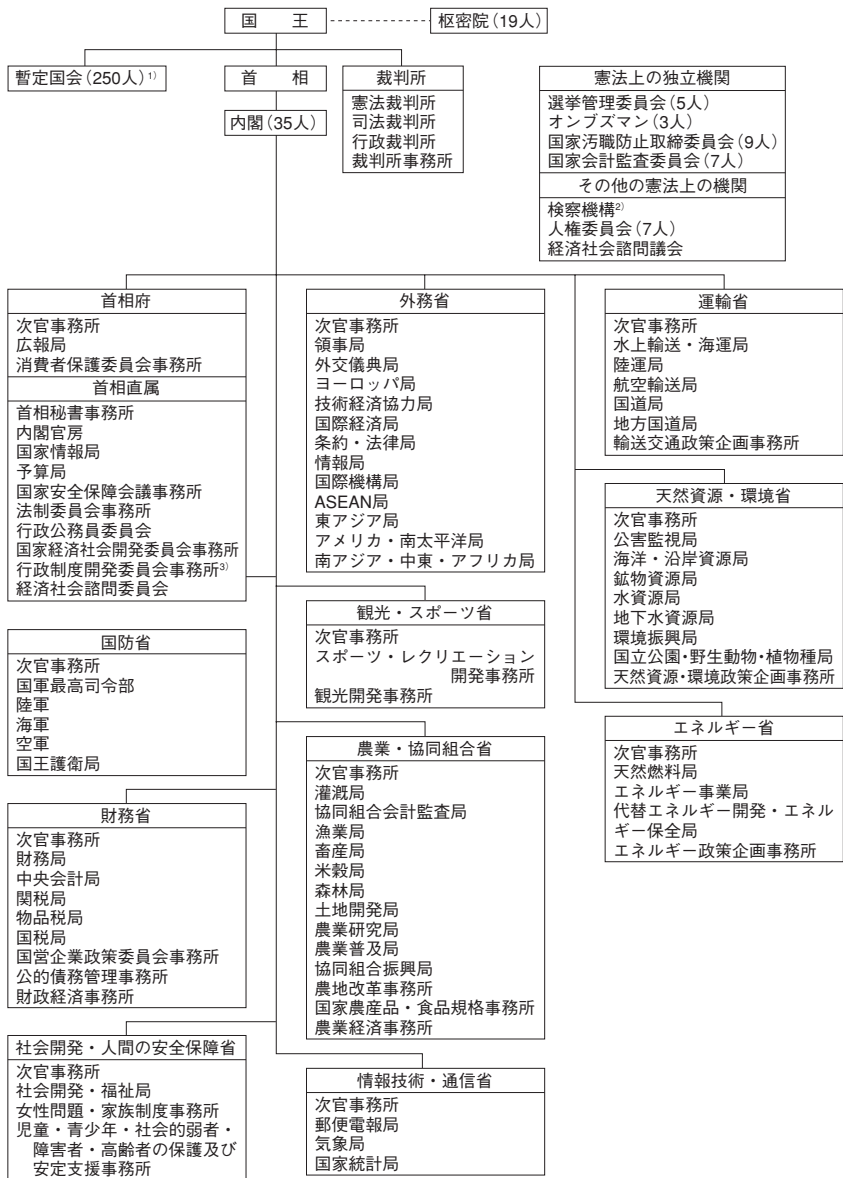 国　王
枢密院(19人)
暫定国会(250人)1)
首　相
内閣(35人)
裁判所
憲法裁判所
司法裁判所
行政裁判所
裁判所事務所
憲法上の独立機関
選挙管理委員会(5人)
オンブズマン(3人)
国家汚職防止取締委員会(9人)
国家会計監査委員会(7人)
その他の憲法上の機関
検察機構2)
人権委員会(7人)
経済社会諮問議会
首相府
次官事務所
広報局
消費者保護委員会事務所
首相直属
首相秘書事務所
内閣官房
国家情報局
予算局
国家安全保障会議事務所
法制委員会事務所
行政公務員委員会
国家経済社会開発委員会事務所
行政制度開発委員会事務所3)
経済社会諮問委員会
国防省
次官事務所
国軍最高司令部
陸軍
海軍
空軍
国王護衛局
財務省
次官事務所
財務局
中央会計局
関税局
物品税局
国税局
国営企業政策委員会事務所
公的債務管理事務所
財政経済事務所
社会開発・人間の安全保障省
次官事務所
社会開発・福祉局
女性問題・家族制度事務所
児童・青少年・社会的弱者・
障害者・高齢者の保護及び
安定支援事務所
外務省
次官事務所
領事局
外交儀典局
ヨーロッパ局
技術経済協力局
国際経済局
条約・法律局
情報局
国際機構局
ASEAN局
東アジア局
アメリカ・南太平洋局
南アジア・中東・アフリカ局
観光・スポーツ省
次官事務所
スポーツ・レクリエーション
開発事務所
観光開発事務所
農業・協同組合省
次官事務所
灌漑局
協同組合会計監査局
漁業局
畜産局
米穀局
森林局
土地開発局
農業研究局
農業普及局
協同組合振興局
農地改革事務所
国家農産品・食品規格事務所
農業経済事務所
情報技術・通信省
次官事務所
郵便電報局
気象局
国家統計局
運輸省
次官事務所
水上輸送・海運局
陸運局
航空輸送局
国道局
地方国道局
輸送交通政策企画事務所
天然資源・環境省
次官事務所
公害監視局
海洋・沿岸資源局
鉱物資源局
水資源局
地下水資源局
環境振興局
国立公園・野生動物・植物種局
天然資源・環境政策企画事務所
エネルギー省
次官事務所
天然燃料局
エネルギー事業局
代替エネルギー開発・エネル
ギー保全局
エネルギー政策企画事務所